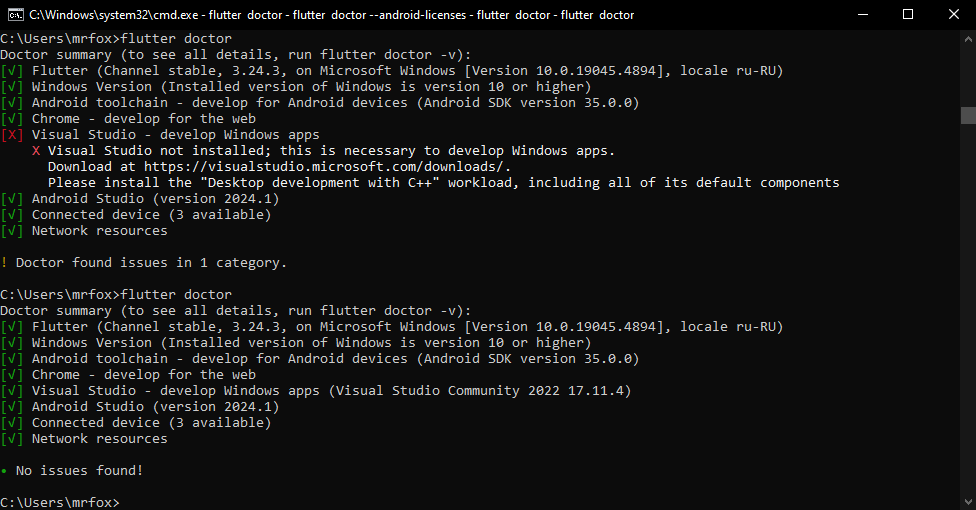 C:\Windows\system32\cmd.exe - flutter doctor - flutter doctor --android-licenses - flutter doctor - flutter doctor
C:\Users\mrfox>flutter doctor
Doctor summary (to see all details, run flutter doctor -v):
[√] Flutter (Channel stable, 3.24.3, on Microsoft Windows [Version 10.0.19045.4894], locale ru-RU)
[√] Windows Version (Installed version of Windows is version 10 or higher)
[√] Android toolchain - develop for Android devices (Android SDK version 35.0.0)
[√] Chrome - develop for the web
[X] Visual Studio - develop Windows apps
X Visual Studio not installed; this is necessary to develop Windows apps.
Download at https://visualstudio.microsoft.com/downloads/.
Please install the "Desktop development with C++" workload, including all of its default components
[√] Android Studio (version 2024.1)
[√] Connected device (3 available)
[√] Network resources
! Doctor found issues in 1 category.
C:\Users\mrfox>flutter doctor
Doctor summary (to see all details, run flutter doctor -v):
[√] Flutter (Channel stable, 3.24.3, on Microsoft Windows [Version 10.0.19045.4894], locale ru-RU)
[√] Windows Version (Installed version of Windows is version 10 or higher)
[√] Android toolchain - develop for Android devices (Android SDK version 35.0.0)
[√] Chrome - develop for the web
[√] Visual Studio - develop Windows apps (Visual Studio Community 2022 17.11.4)
[√] Android Studio (version 2024.1)
[√] Connected device (3 available)
[√] Network resources
• No issues found!
C:\Users\mrfox>